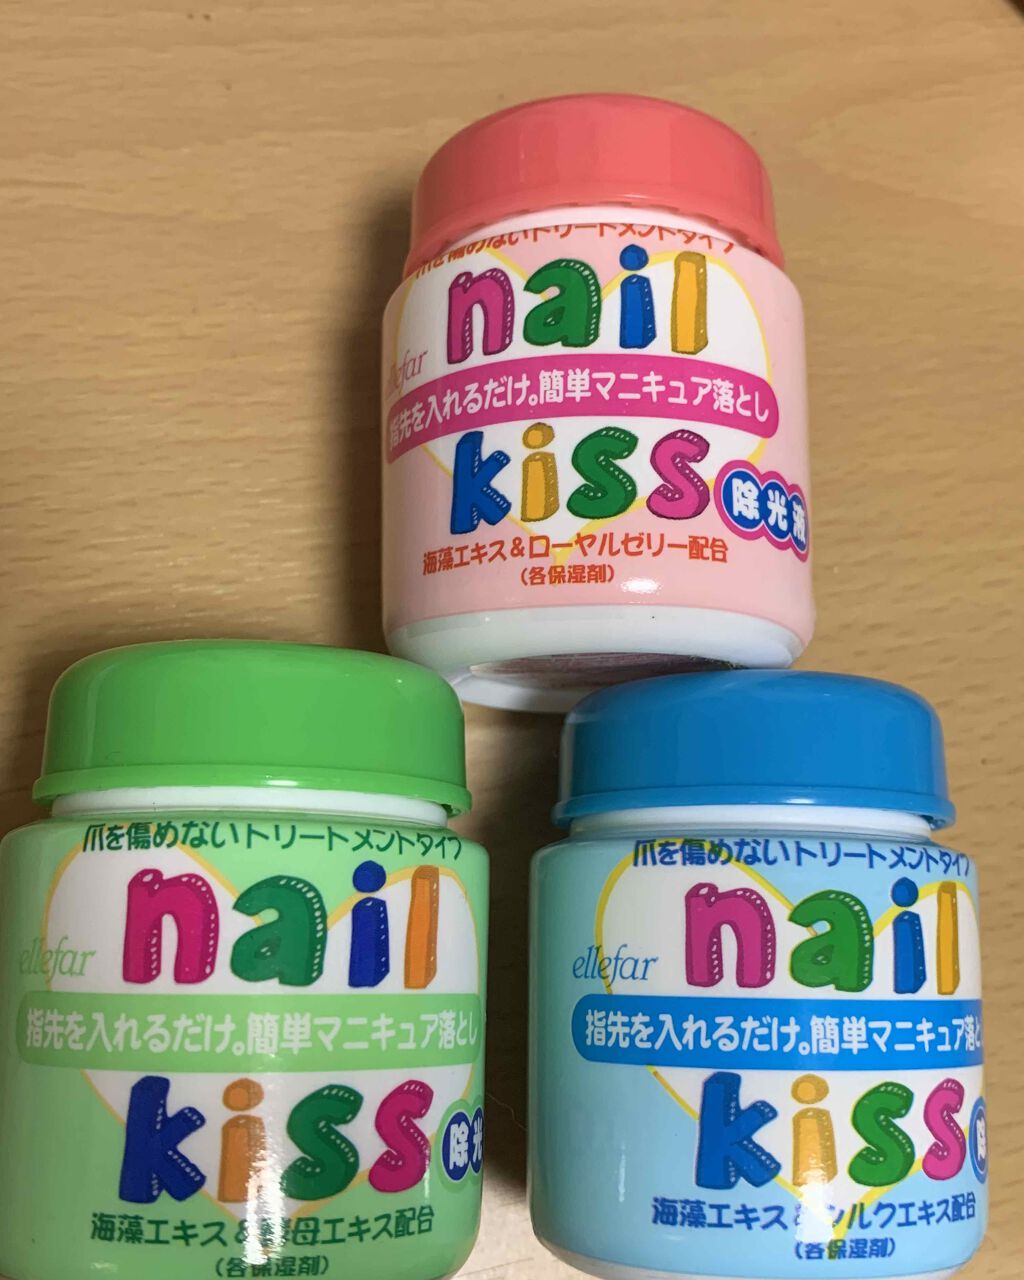 爪を傷めないトリートメントタイプ
nail
ellefar
指先を入れるだけ。簡単マニキュア落とし
kiss
除光液
海藻エキス&ローヤルゼリー配合
(各保湿剤)
爪を傷めないトリートメントタイプ
nail
ellefar
指先を入れるだけ。簡単マニキュア落とし
kiss
除光
海藻エキス&酵母エキス配合
(各保湿剤)
爪を傷めないトリートメントタイプ
nail
ellefar
指先を入れるだけ。簡単マニキュア落と
kiss
除
海藻エキス&シルクエキス配合
(各保湿剤)